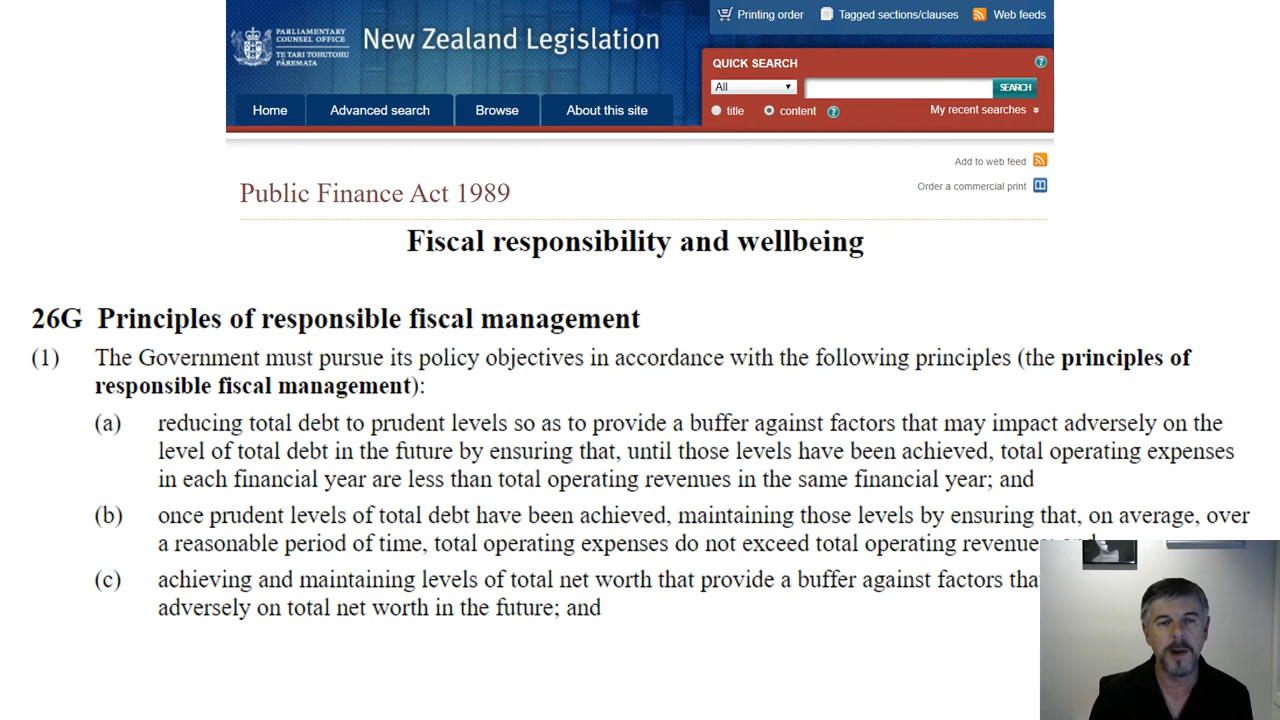 Printing order Tagged sections/clauses Web feeds
PARLIAMENTARY
COUNSEL OFFICE
TE TARI TOHUTOHU
PĀREMATA
New Zealand Legislation
QUICK SEARCH
All SEARCH
title content My recent searches
Home Advanced search Browse About this site
Add to web feed
Order a commercial print
Public Finance Act 1989
Fiscal responsibility and wellbeing
26G Principles of responsible fiscal management
(1) The Government must pursue its policy objectives in accordance with the following principles (the principles of
responsible fiscal management):
(a) reducing total debt to prudent levels so as to provide a buffer against factors that may impact adversely on the
level of total debt in the future by ensuring that, until those levels have been achieved, total operating expenses
in each financial year are less than total operating revenues in the same financial year; and
(b) once prudent levels of total debt have been achieved, maintaining those levels by ensuring that, on average, over
a reasonable period of time, total operating expenses do not exceed total operating revenues; and
(c) achieving and maintaining levels of total net worth that provide a buffer against factors
adversely on total net worth in the future; and